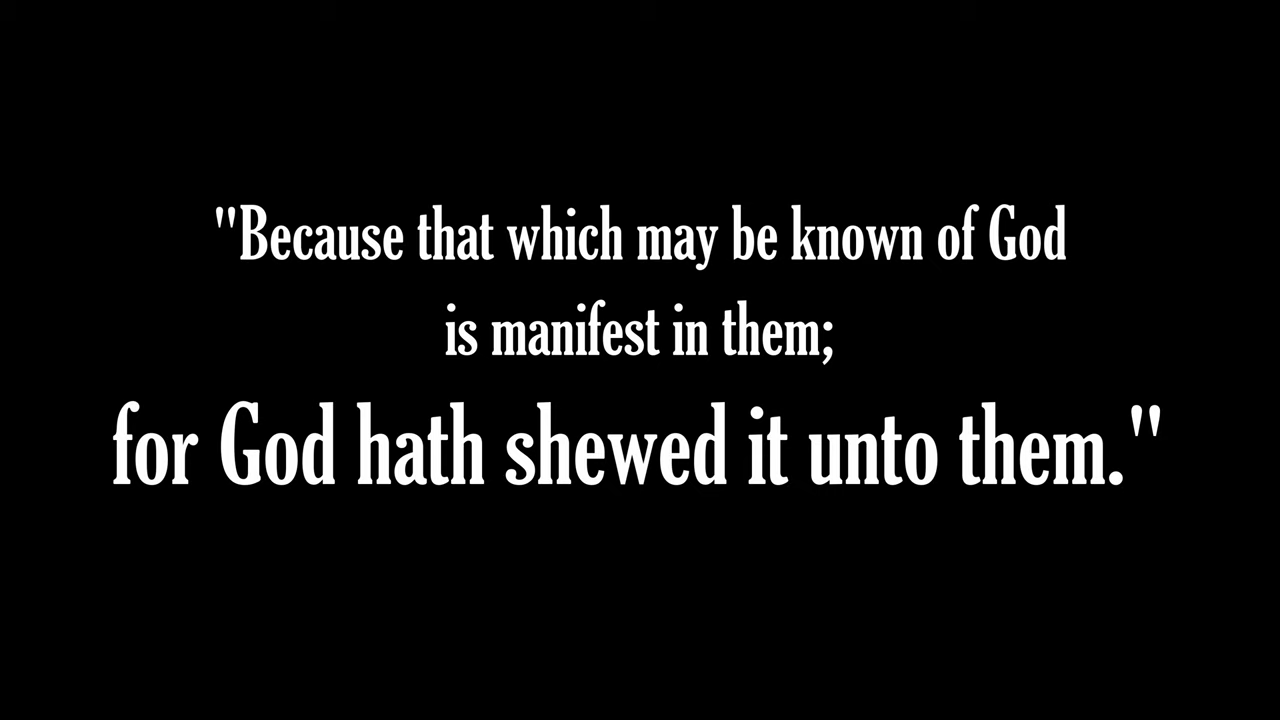 "Because that which may be known of God
is manifest in them;
for God hath shewed it unto them."